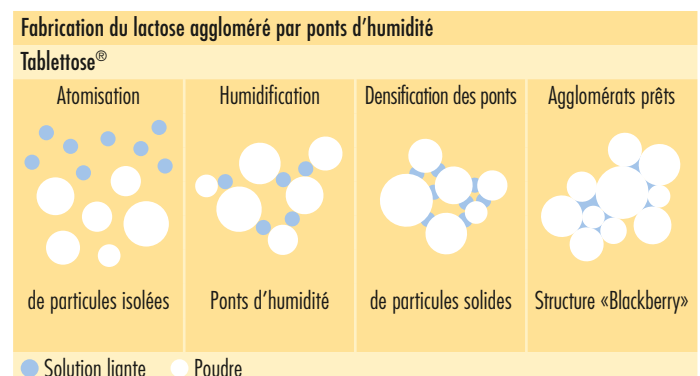 Fabrication du lactose aggloméré par ponts d’humidité
Tablettose®
Atomisation
Humidification
Densification des ponts
Agglomérats prêts
de particules isolées
Ponts d’humidité
de particules solides
Structure «Blackberry»
Solution liante
Poudre